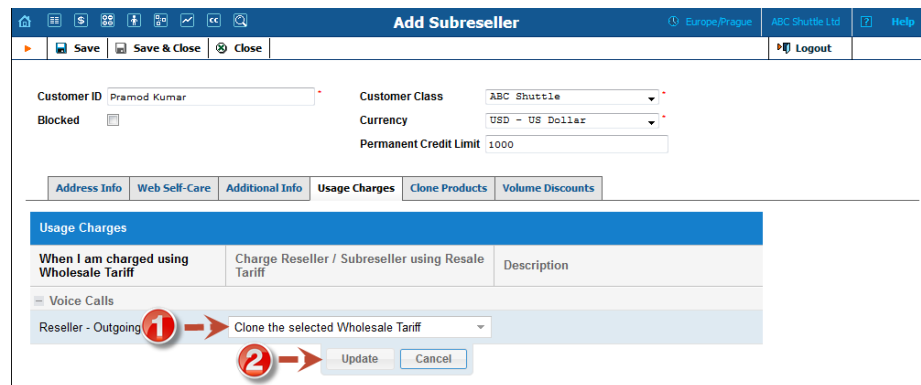 Add Subreseller
Europe/Prague
ABC Shuttle Ltd
? Help
Save
Save & Close
Close
Logout
Customer ID Pramod Kumar *
Customer Class ABC Shuttle *
Blocked
Currency USD - US Dollar *
Permanent Credit Limit 1000
Address Info
Web Self-Care
Additional Info
Usage Charges
Clone Products
Volume Discounts
Usage Charges
When I am charged using
Wholesale Tariff
Charge Reseller / Subreseller using Resale
Tariff
Description
Voice Calls
Reseller - Outgoing
1
Clone the selected Wholesale Tariff
2
Update
Cancel